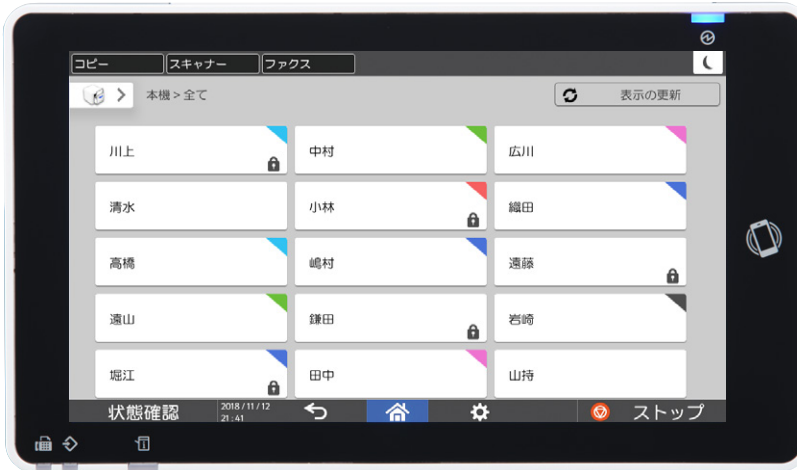 コピー
スキャナー
ファクス
本機 > 全て
表示の更新
川上
中村
広川
清水
小林
織田
高橋
嶋村
遠藤
遠山
鎌田
岩崎
堀江
田中
山持
状態確認
2018 / 11 / 12
21 : 41
ストップ